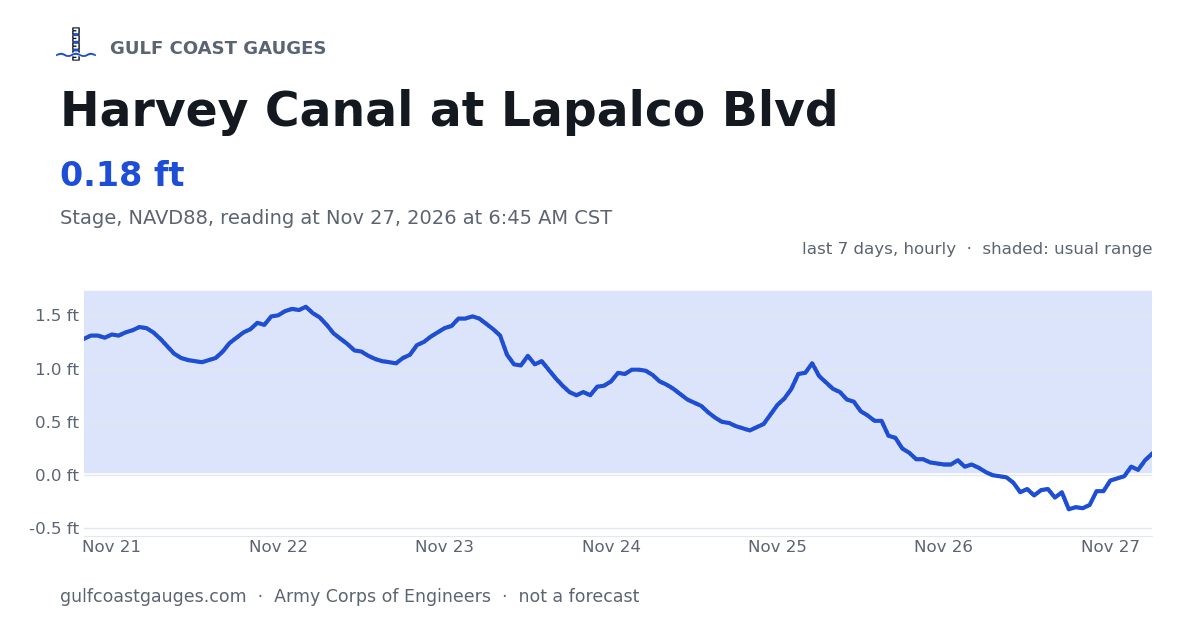 GULF COAST GAUGES
Harvey Canal at Lapalco Blvd
0.18 ft
Stage, NAVD88, reading at Nov 27, 2026 at 6:45 AM CST
last 7 days, hourly · shaded: usual range
1.5 ft
1.0 ft
0.5 ft
0.0 ft
-0.5 ft
Nov 21 Nov 22 Nov 23 Nov 24 Nov 25 Nov 26 Nov 27
gulfcoastgauges.com · Army Corps of Engineers · not a forecast